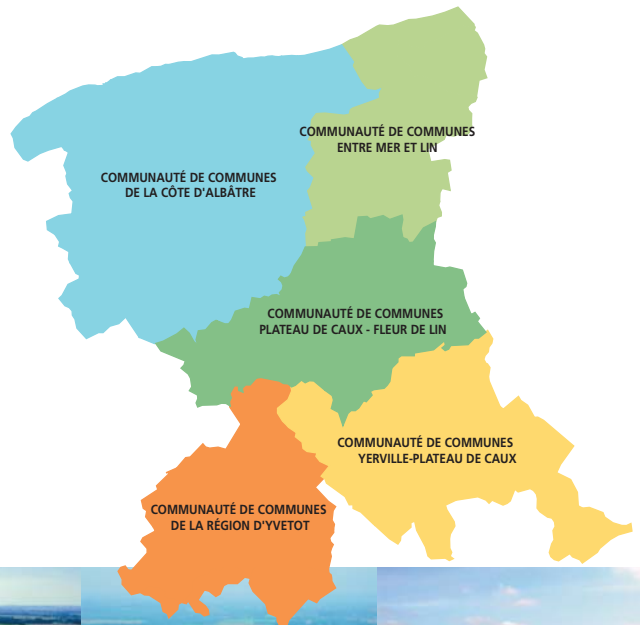 COMMUNAUTÉ DE COMMUNES
ENTRE MER ET LIN
COMMUNAUTÉ DE COMMUNES
DE LA CÔTE D'ALBÂTRE
COMMUNAUTÉ DE COMMUNES
PLATEAU DE CAUX - FLEUR DE LIN
COMMUNAUTÉ DE COMMUNES
YERVILLE-PLATEAU DE CAUX
COMMUNAUTÉ DE COMMUNES
DE LA RÉGION D'YVETOT